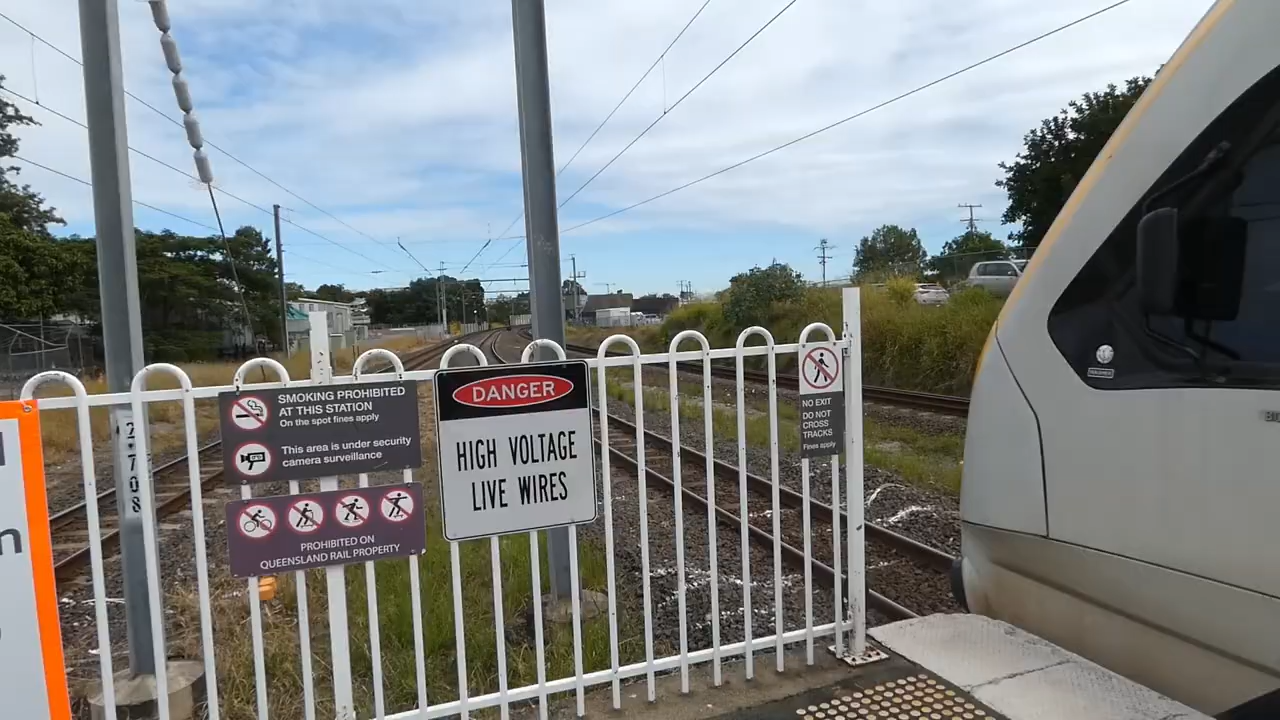 SMOKING PROHIBITED
AT THIS STATION
On the spot fines apply
This area is under security
camera surveillance
PROHIBITED ON
QUEENSLAND RAIL PROPERTY
DANGER
HIGH VOLTAGE
LIVE WIRES
NO EXIT
DO NOT
CROSS
TRACKS
Fines apply
27708
n